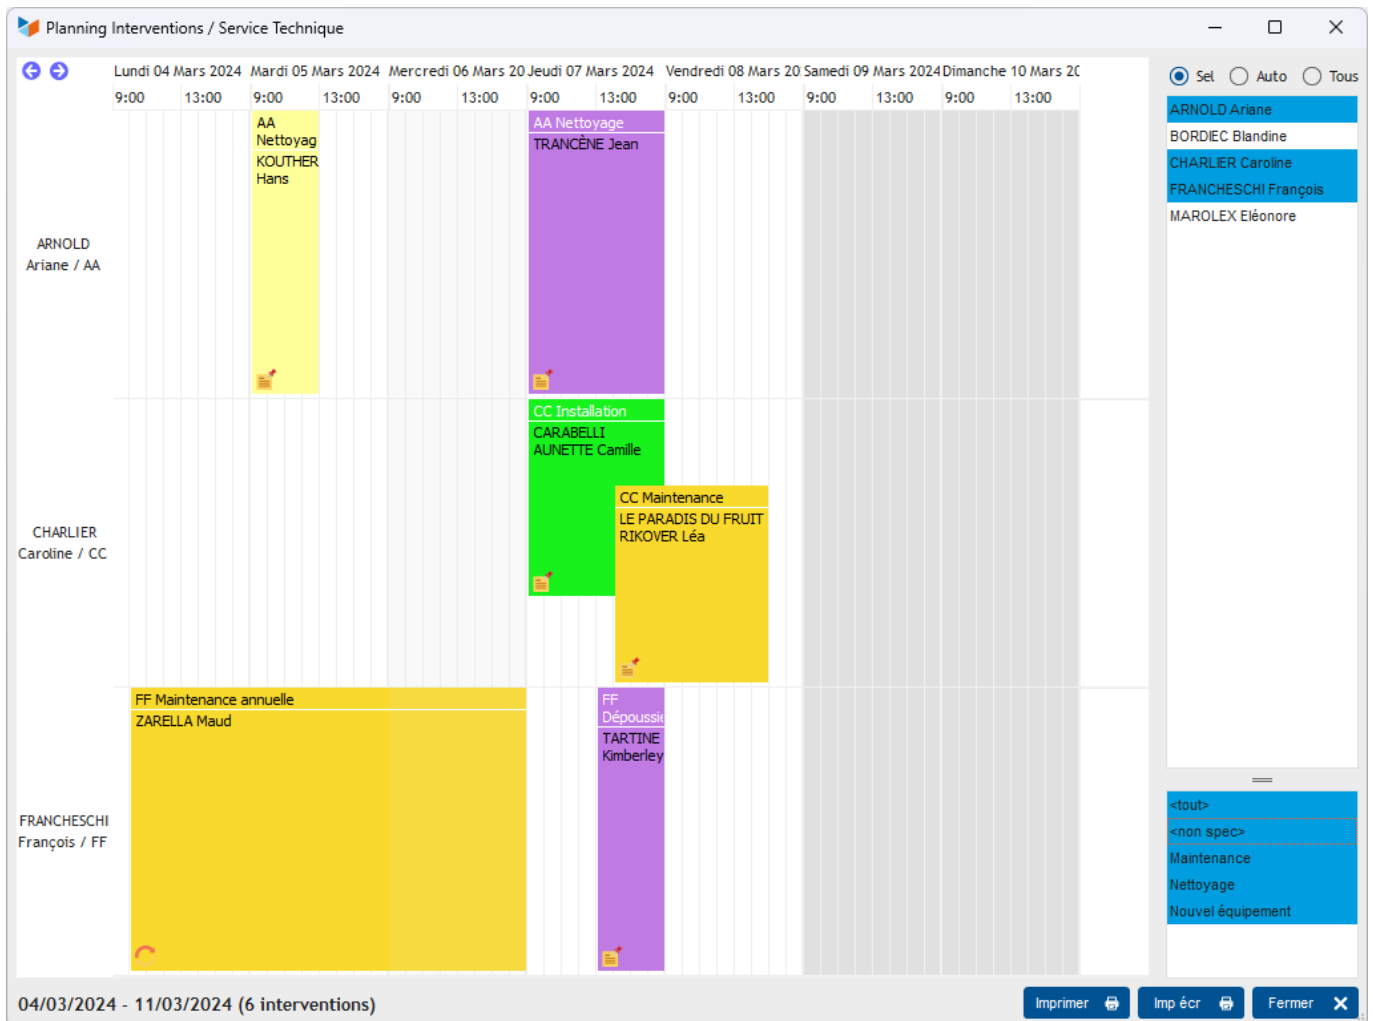 Planning Interventions / Service Technique
Lundi 04 Mars 2024 Mardi 05 Mars 2024 Mercredi 06 Mars 20 Jeudi 07 Mars 2024 Vendredi 08 Mars 20 Samedi 09 Mars 2024 Dimanche 10 Mars 20
9:00 13:00 9:00 13:00 9:00 13:00 9:00 13:00 9:00 13:00 9:00 13:00 9:00 13:00
ARNOLD
Ariane / AA
AA
Nettoyag
KOUTHER
Hans
AA Nettoyage
TRANCÈNE Jean
CHARLIER
Caroline / CC
CC Installation
CARABELLI
AUNETTE Camille
CC Maintenance
LE PARADIS DU FRUIT
RIKOVER Léa
FRANCHESCHI
François / FF
FF Maintenance annuelle
ZARELLA Maud
FF
Dépoussie
TARTINE
Kimberley
Sel Auto Tous
ARNOLD Ariane
BORDIEC Blandine
CHARLIER Caroline
FRANCHESCHI François
MAROLEX Eléonore
<tout>
<non spec>
Maintenance
Nettoyage
Nouvel équipement
04/03/2024 - 11/03/2024 (6 interventions)
Imprimer Imp écr Fermer